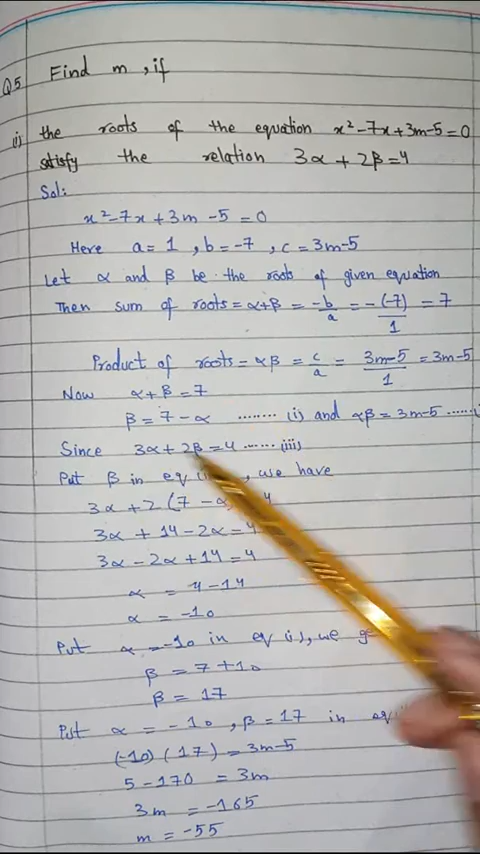 Q5 Find m, if
(i) the roots of the equation x²-7x+3m-5=0
satisfy the relation 3α + 2β=4
Sol:
x²-7x+3m-5=0
Here a=1, b=-7, c=3m-5
Let α and β be the roots of given equation
Then sum of roots=α+β = -b/a = -(-7)/1 = 7
Product of roots=αβ = c/a = 3m-5/1 = 3m-5
Now α+β=7
β=7-α ........ (i) and αβ=3m-5 ......
Since 3α+2β=4 ...... (iii)
Put β in eq , we have
3α+2(7-α
3α+14-2α=4
3α-2α+14=4
α = 4-14
α = -10
Put α=-10 in eq (i), we
β = 7+10
β = 17
Put α = -10, β=17 in
(-10)(17)=3m-5
5-170 = 3m
3m = -165
m = -55